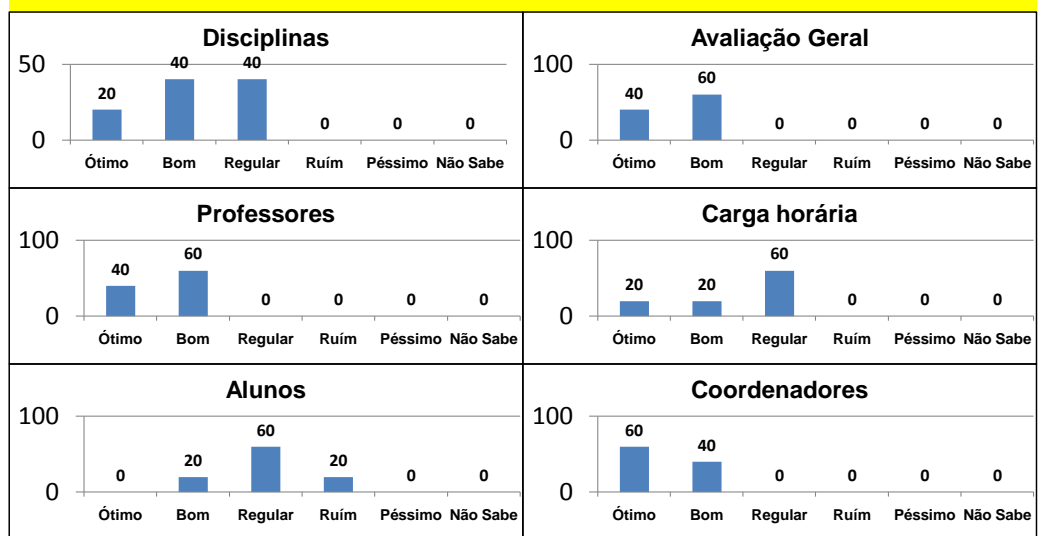 Disciplinas
50
0
20 40 40 0 0 0
Ótimo Bom Regular Ruím Péssimo Não Sabe
Avaliação Geral
100
0
40 60 0 0 0 0
Ótimo Bom Regular Ruím Péssimo Não Sabe
Professores
100
0
40 60 0 0 0 0
Ótimo Bom Regular Ruím Péssimo Não Sabe
Carga horária
100
0
20 20 60 0 0 0
Ótimo Bom Regular Ruím Péssimo Não Sabe
Alunos
100
0
0 20 60 20 0 0
Ótimo Bom Regular Ruím Péssimo Não Sabe
Coordenadores
100
0
60 40 0 0 0 0
Ótimo Bom Regular Ruím Péssimo Não Sabe